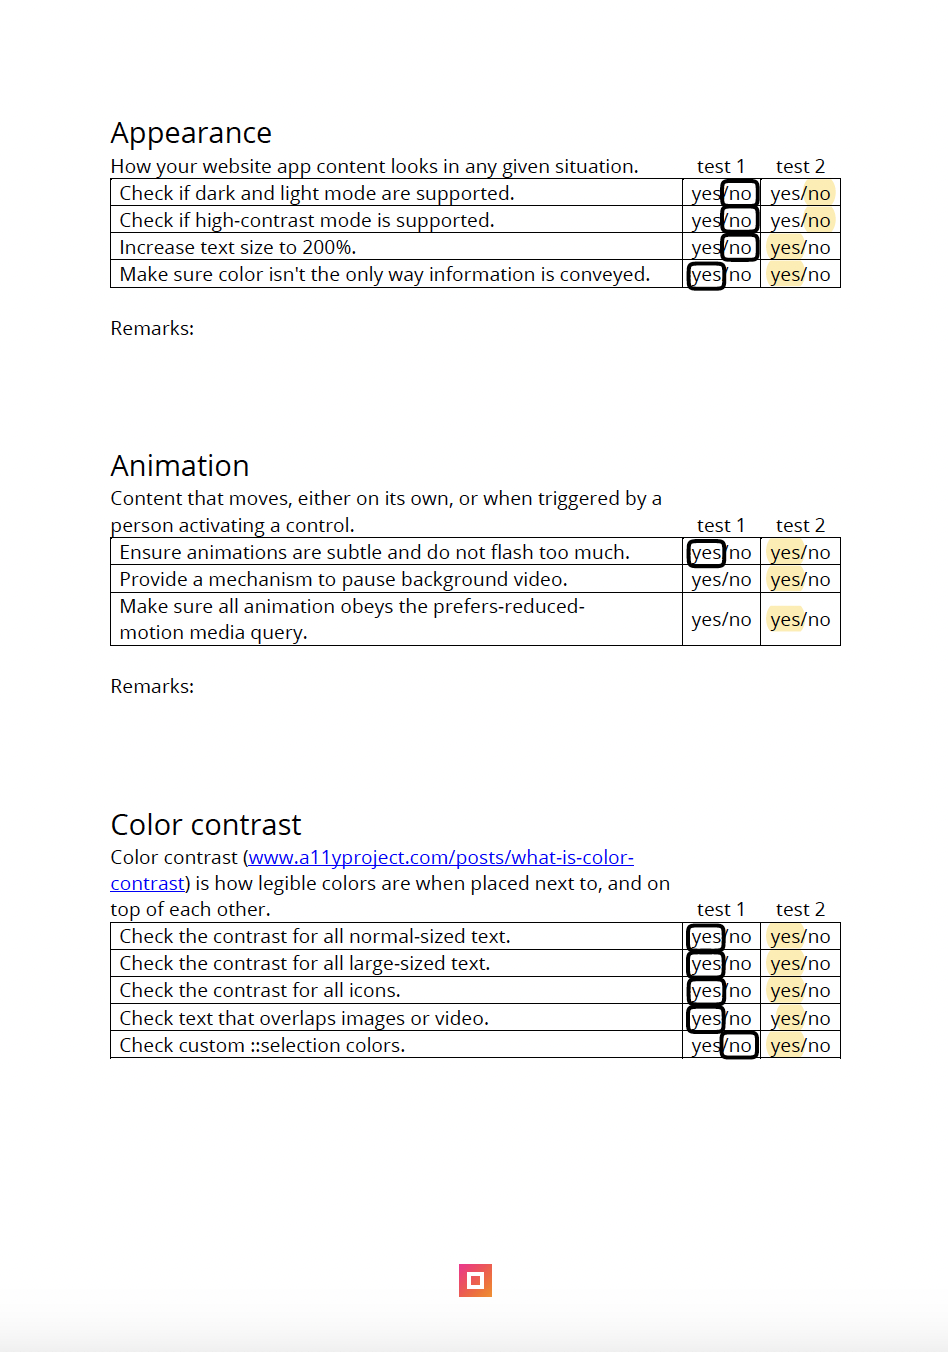 Appearance
How your website app content looks in any given situation. test 1 test 2
Check if dark and light mode are supported. yes/no yes/no
Check if high-contrast mode is supported. yes/no yes/no
Increase text size to 200%. yes/no yes/no
Make sure color isn't the only way information is conveyed. yes/no yes/no
Remarks:
Animation
Content that moves, either on its own, or when triggered by a
person activating a control. test 1 test 2
Ensure animations are subtle and do not flash too much. yes/no yes/no
Provide a mechanism to pause background video. yes/no yes/no
Make sure all animation obeys the prefers-reduced-
motion media query. yes/no yes/no
Remarks:
Color contrast
Color contrast (www.a11yproject.com/posts/what-is-color-
contrast) is how legible colors are when placed next to, and on
top of each other. test 1 test 2
Check the contrast for all normal-sized text. yes/no yes/no
Check the contrast for all large-sized text. yes/no yes/no
Check the contrast for all icons. yes/no yes/no
Check text that overlaps images or video. yes/no yes/no
Check custom ::selection colors. yes/no yes/no